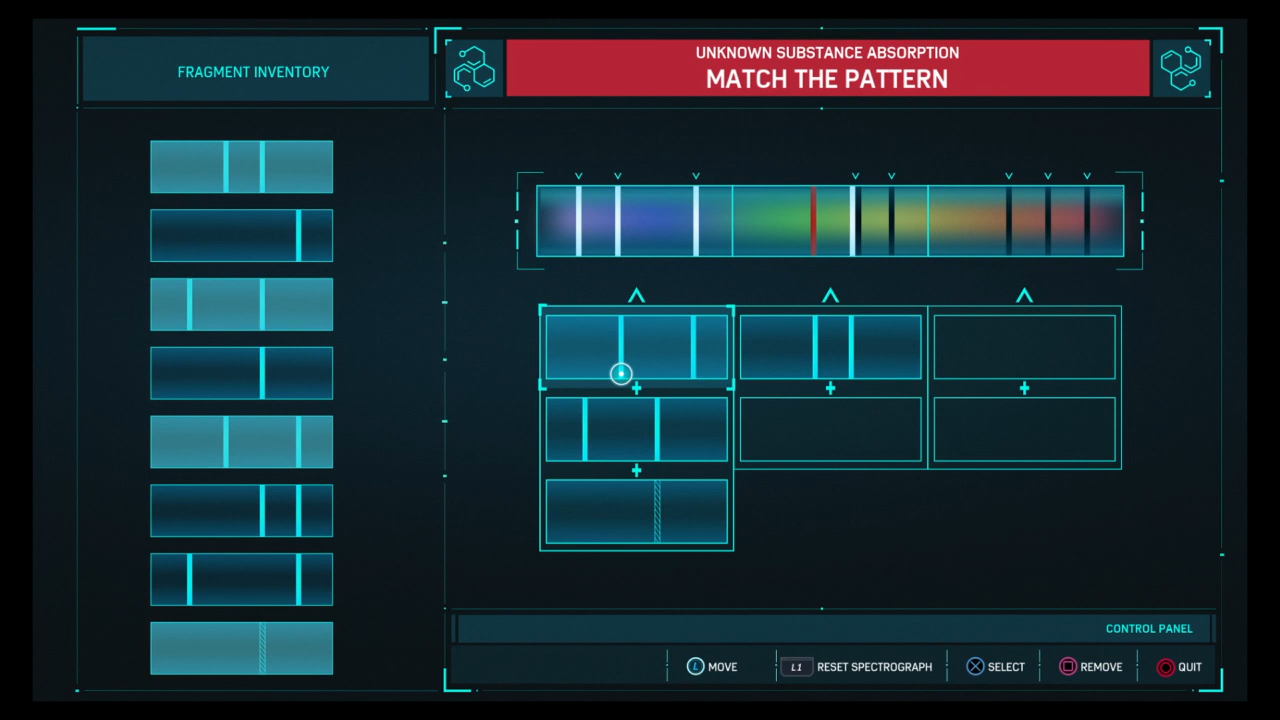 FRAGMENT INVENTORY
UNKNOWN SUBSTANCE ABSORPTION
MATCH THE PATTERN
CONTROL PANEL
L MOVE
L1 RESET SPECTROGRAPH
SELECT
REMOVE
QUIT